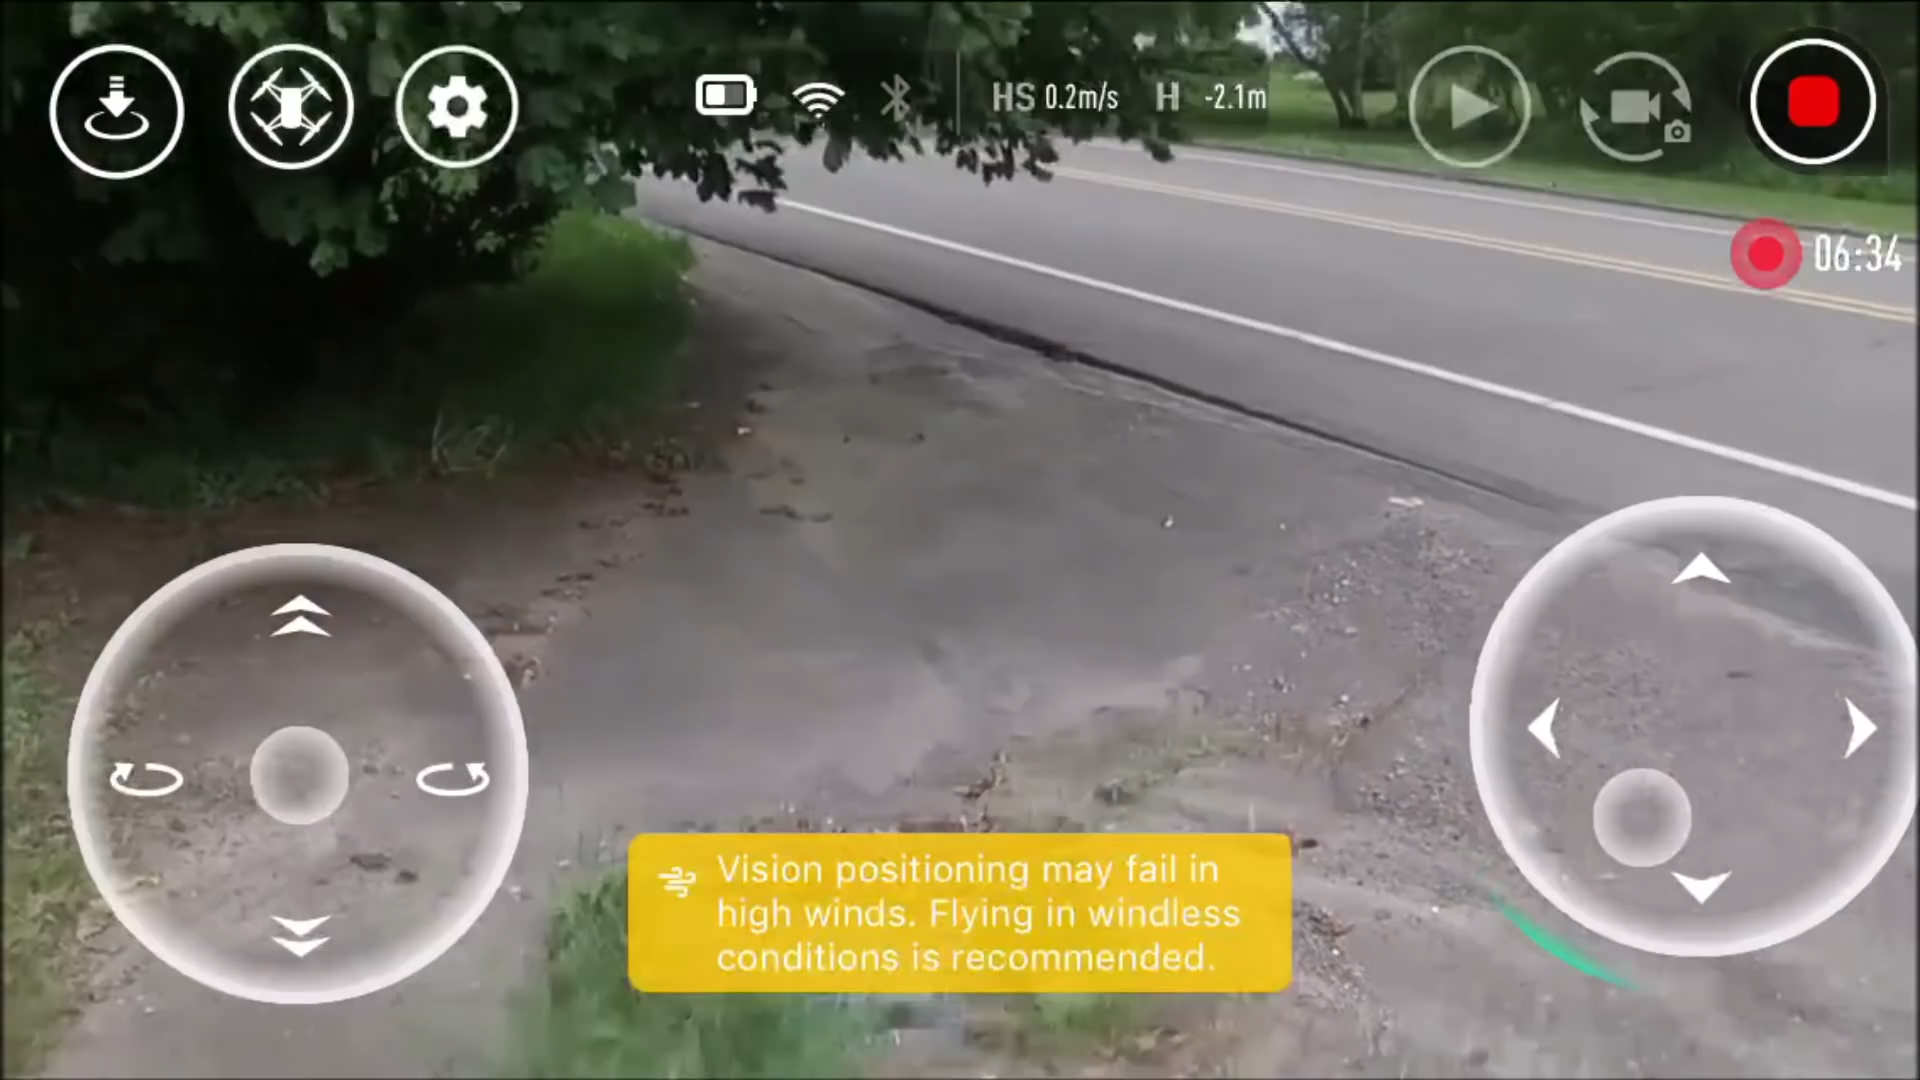 HS 0.2m/s H -2.1m
06:34
Vision positioning may fail in
high winds. Flying in windless
conditions is recommended.